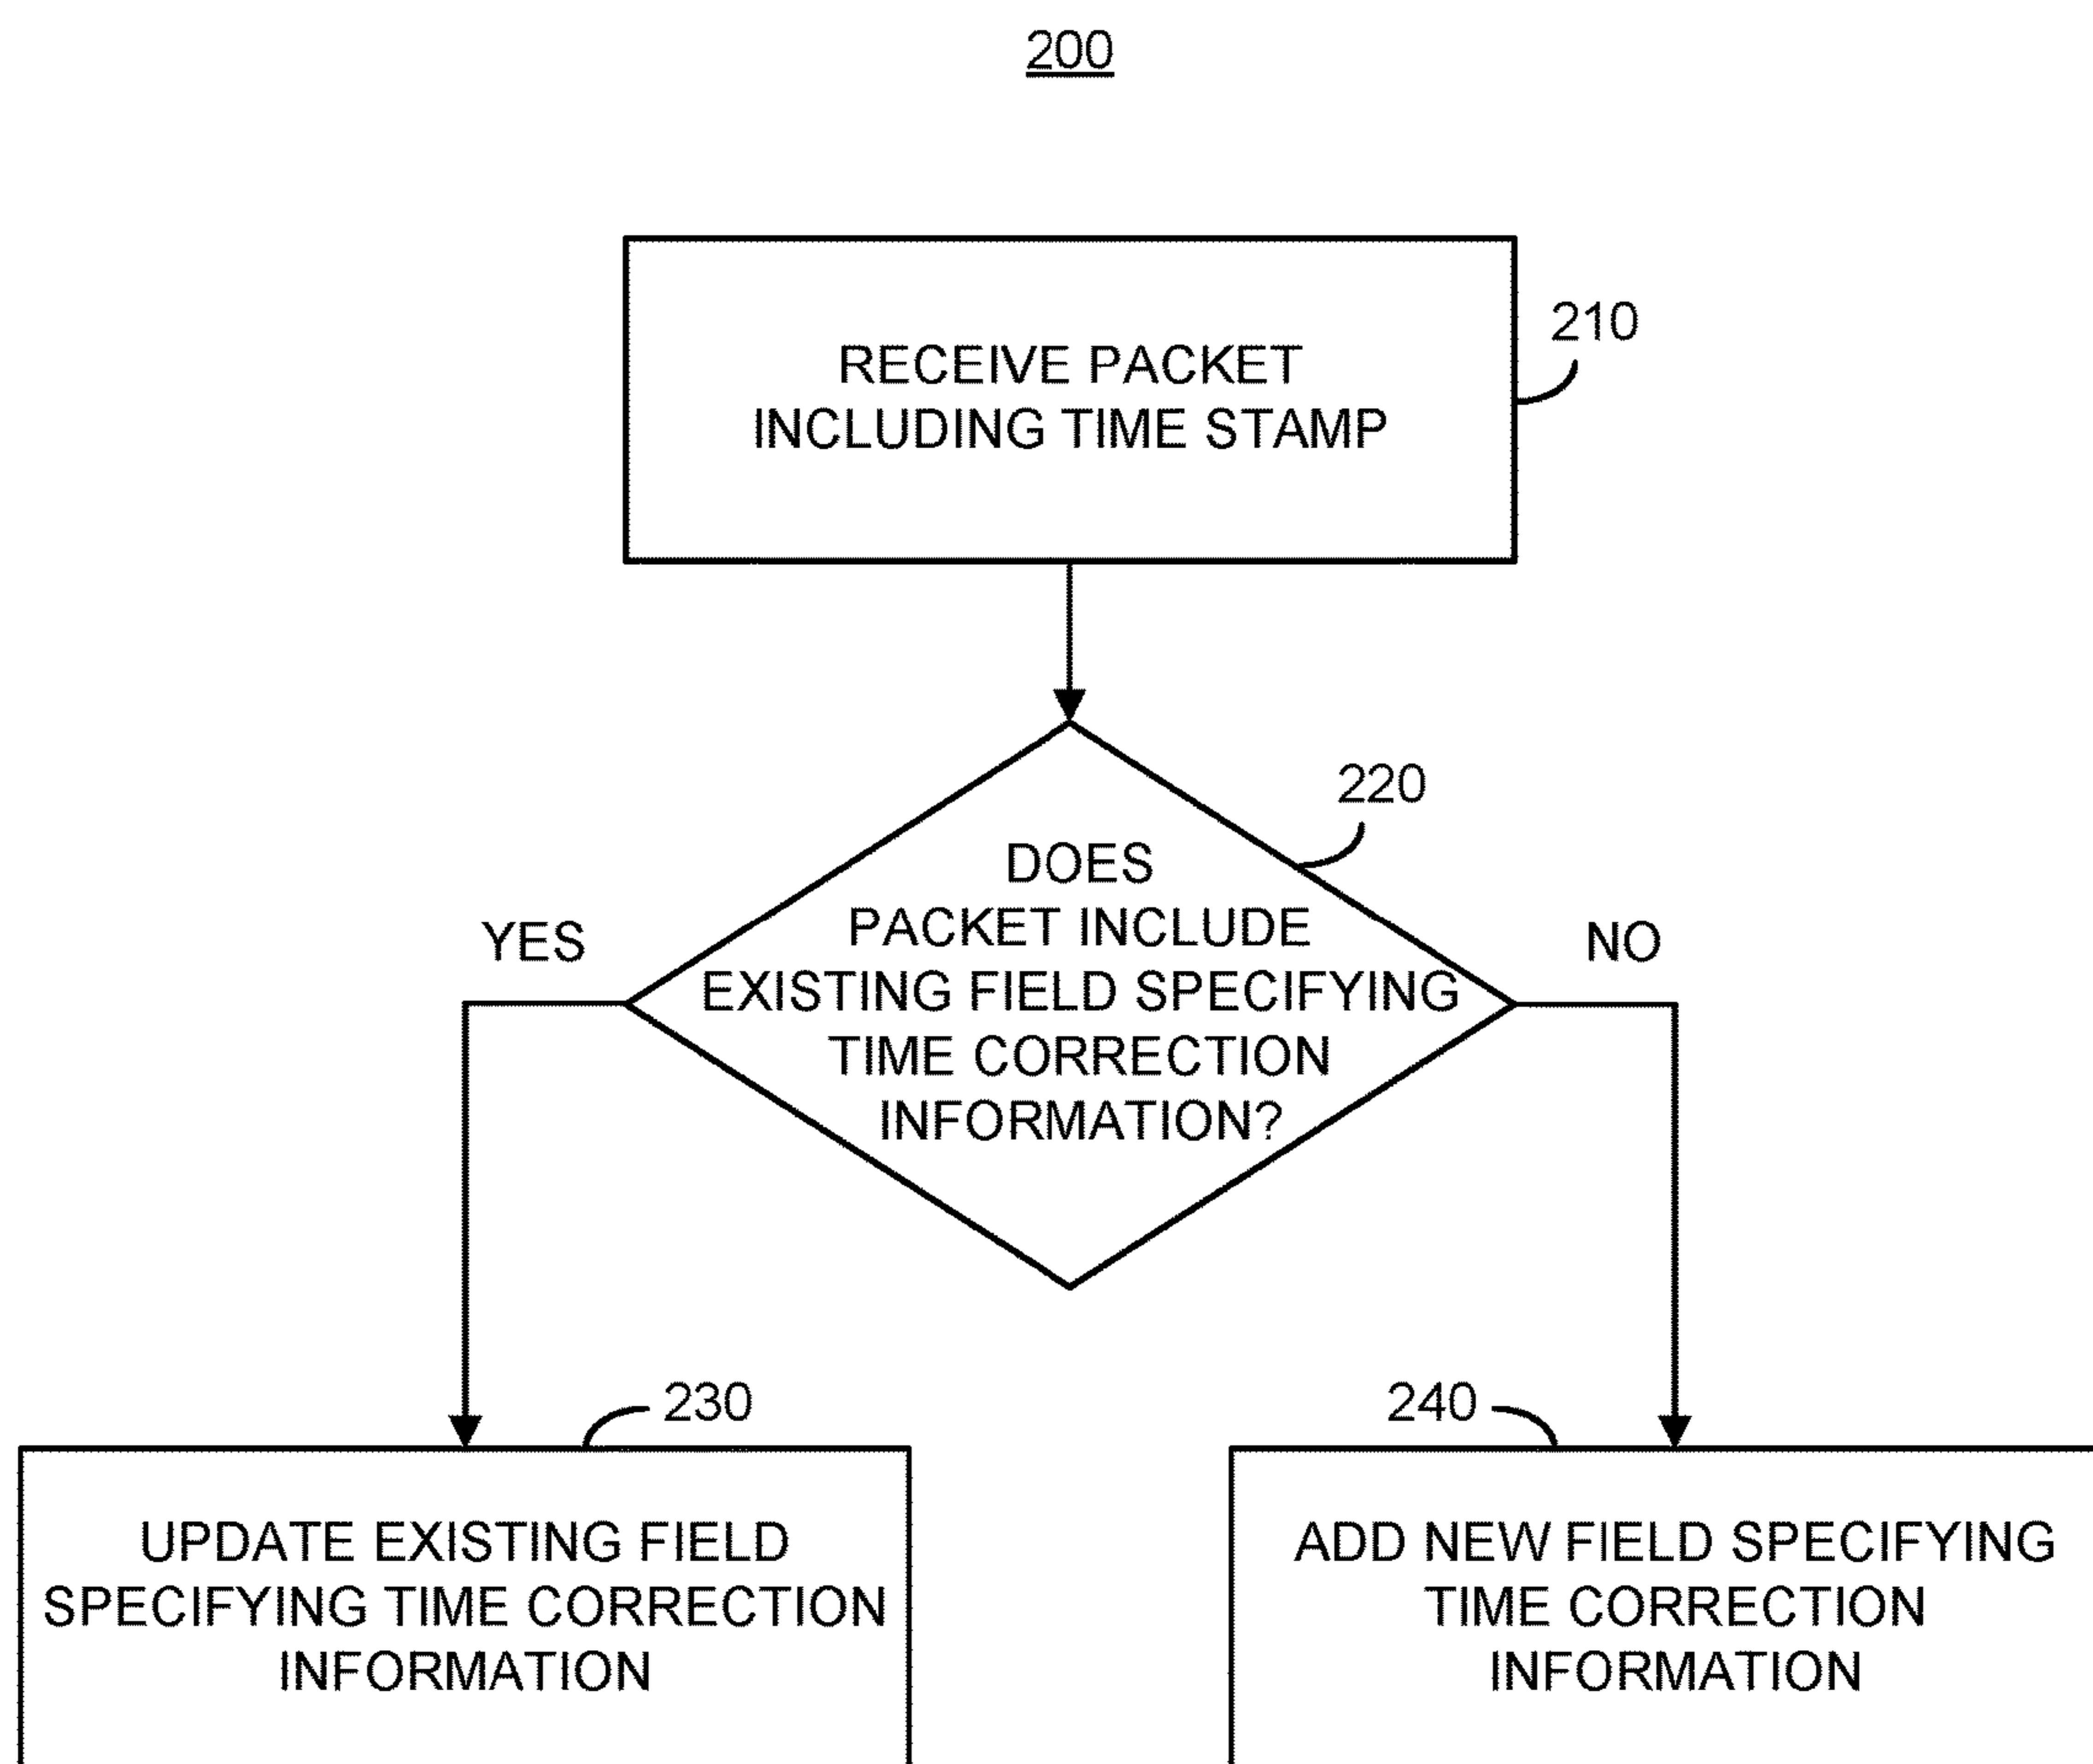 200
RECEIVE PACKET
INCLUDING TIME STAMP
210
220
DOES
PACKET INCLUDE
EXISTING FIELD SPECIFYING
TIME CORRECTION
INFORMATION?
YES
NO
230
UPDATE EXISTING FIELD
SPECIFYING TIME CORRECTION
INFORMATION
240
ADD NEW FIELD SPECIFYING
TIME CORRECTION
INFORMATION